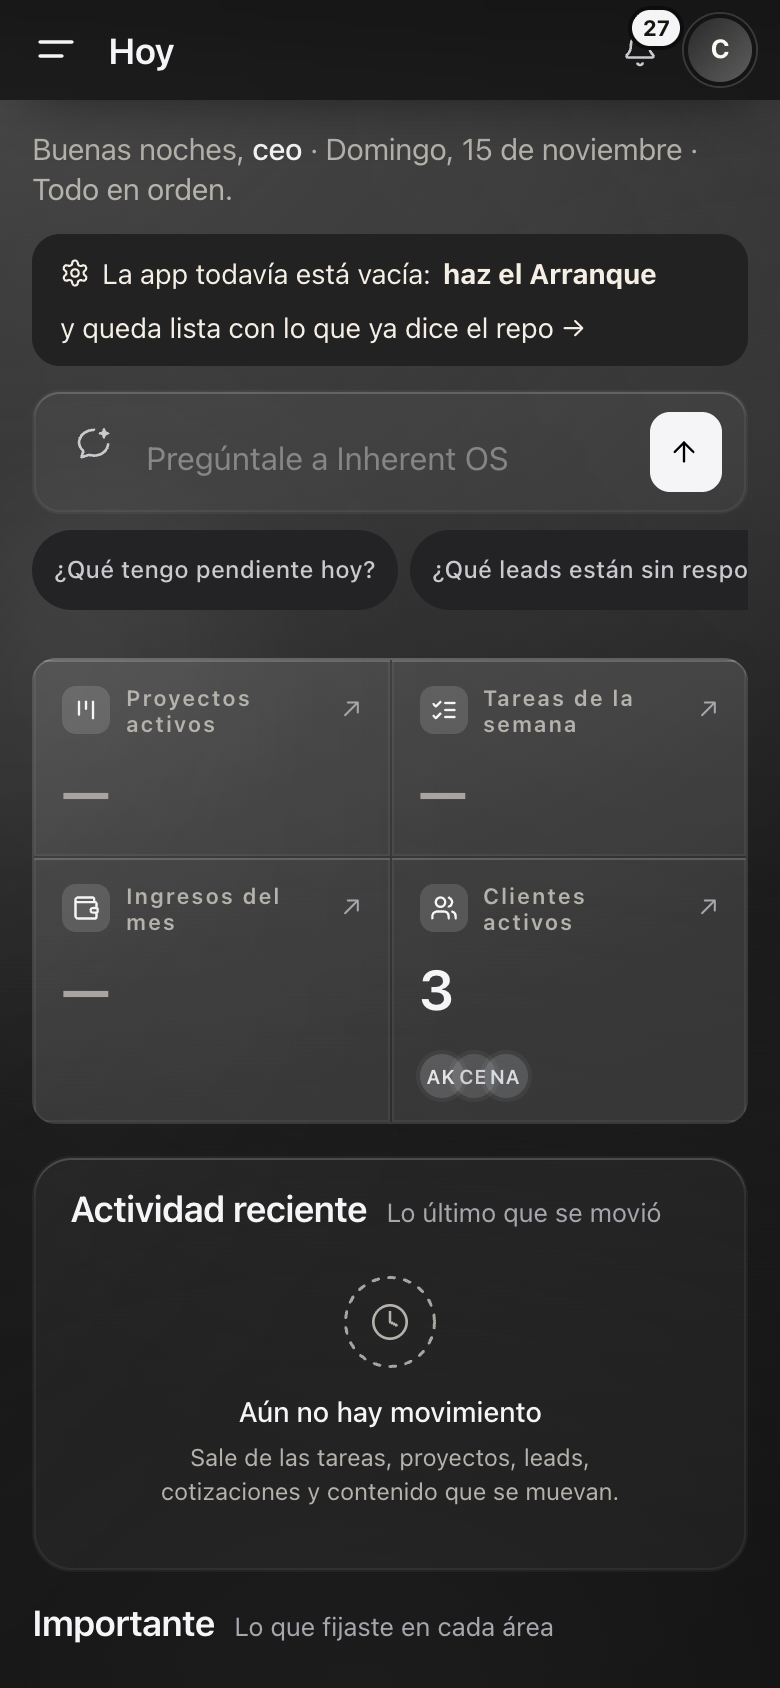 Hoy
27
C
Buenas noches, ceo · Domingo, 15 de noviembre ·
Todo en orden.
La app todavía está vacía: haz el Arranque
y queda lista con lo que ya dice el repo →
Pregúntale a Inherent OS
¿Qué tengo pendiente hoy?
¿Qué leads están sin respo
Proyectos
activos
—
Tareas de la
semana
—
Ingresos del
mes
—
Clientes
activos
3
AK CE NA
Actividad reciente Lo último que se movió
Aún no hay movimiento
Sale de las tareas, proyectos, leads,
cotizaciones y contenido que se muevan.
Importante Lo que fijaste en cada área